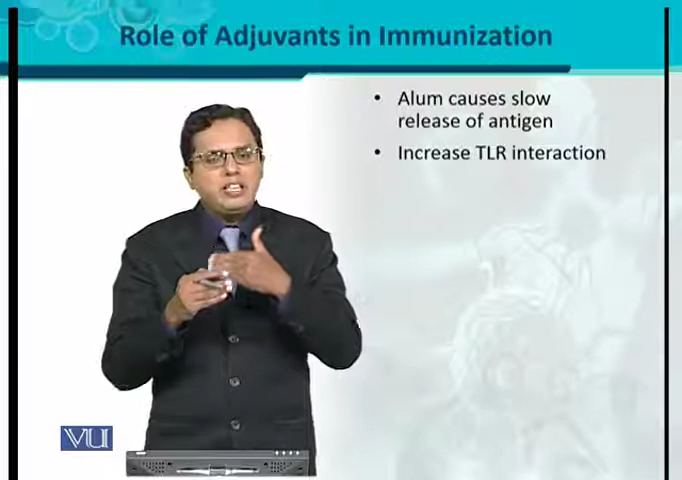 Role of Adjuvants in Immunization
• Alum causes slow
release of antigen
• Increase TLR interaction
VU